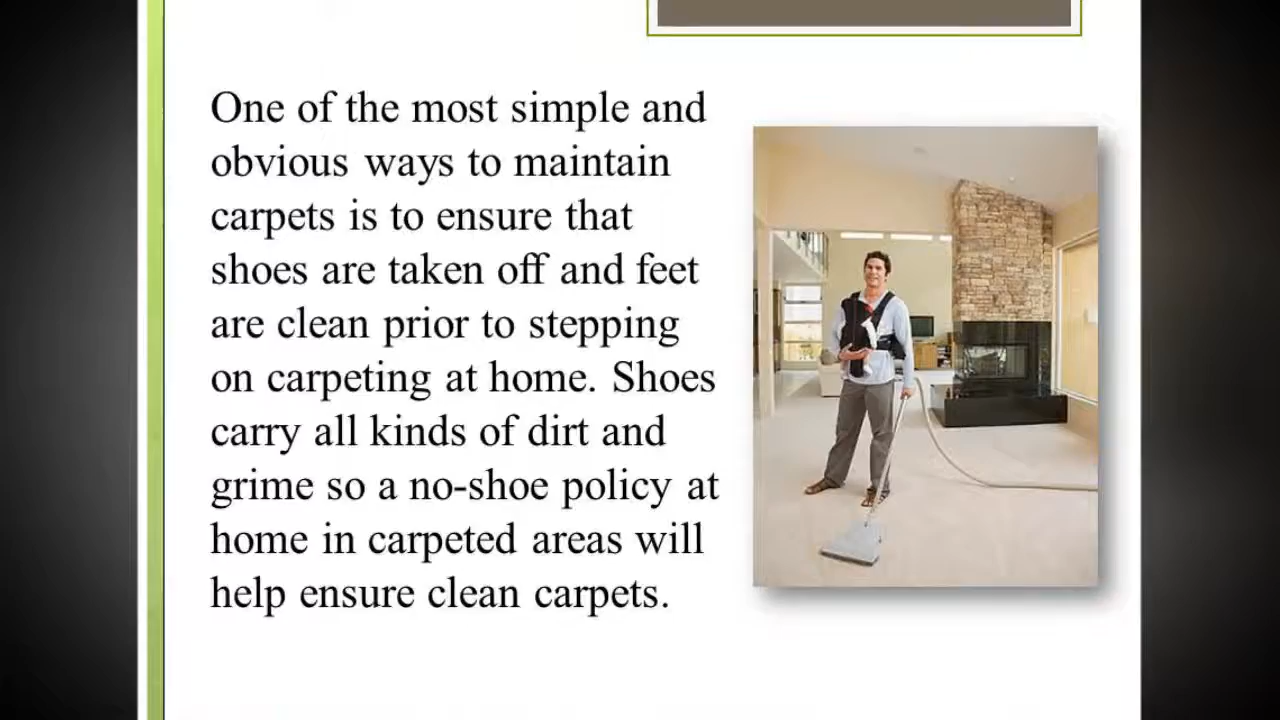 One of the most simple and
obvious ways to maintain
carpets is to ensure that
shoes are taken off and feet
are clean prior to stepping
on carpeting at home. Shoes
carry all kinds of dirt and
grime so a no-shoe policy at
home in carpeted areas will
help ensure clean carpets.